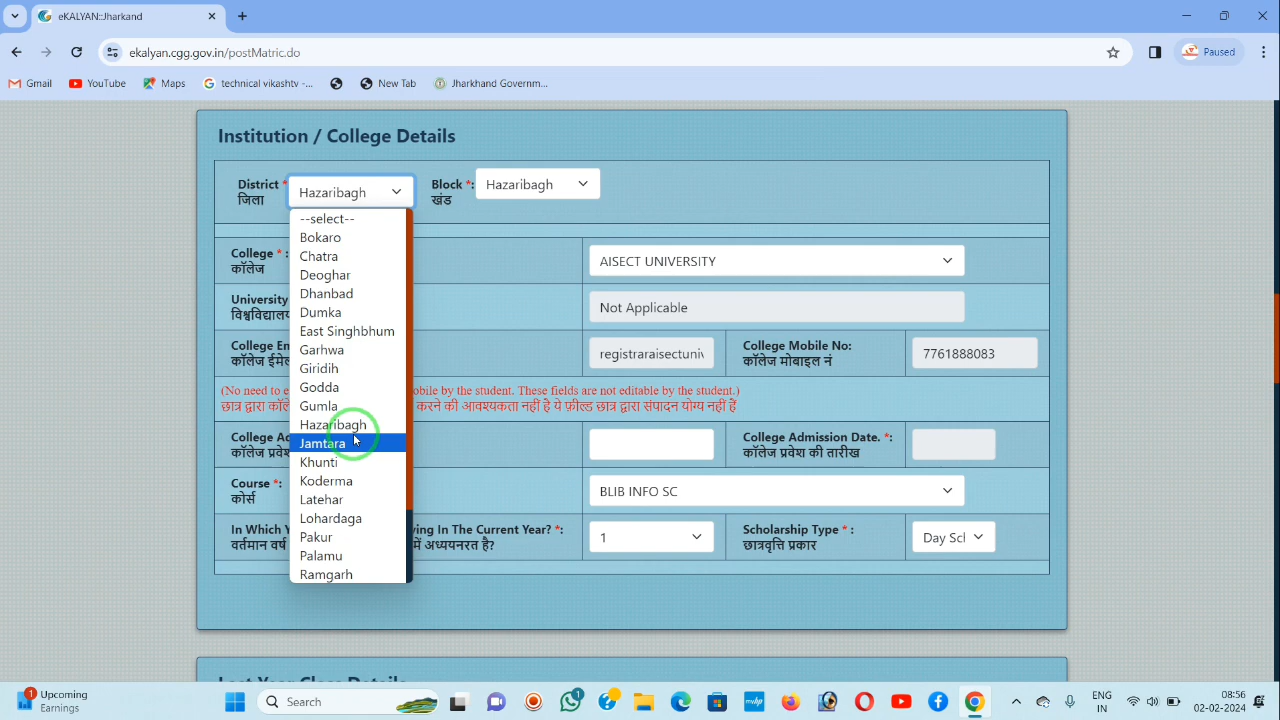 eKALYAN:Jharkand
ekalyan.cgg.gov.in/postMatric.do
Paused
Gmail
YouTube
Maps
technical vikashtv -...
New Tab
Jharkhand Governm...
Institution / College Details
District *
जिला
Hazaribagh
Block *:
खंड
Hazaribagh
--select--
Bokaro
Chatra
Deoghar
Dhanbad
Dumka
East Singhbhum
Garhwa
Giridih
Godda
Gumla
Hazaribagh
Jamtara
Khunti
Koderma
Latehar
Lohardaga
Pakur
Palamu
Ramgarh
College * :
कॉलेज
AISECT UNIVERSITY
University
विश्वविद्यालय
Not Applicable
College Em
कॉलेज ईमेल
registraraisectuniv
College Mobile No:
कॉलेज मोबाइल नं
7761888083
(No need to e mobile by the student. These fields are not editable by the student.)
छात्र द्वारा कॉले करने की आवश्यकता नहीं है ये फ़ील्ड छात्र द्वारा संपादन योग्य नहीं हैं
College Ad
कॉलेज प्रवे
College Admission Date. *:
कॉलेज प्रवेश की तारीख
Course *:
कोर्स
BLIB INFO SC
In Which Y ying In The Current Year? *:
वर्तमान वर्ष में अध्ययनरत है?
1
Scholarship Type * :
छात्रवृत्ति प्रकार
Day Scl
Upcoming
Earnings
Search
1
ENG
IN
08:56
02-02-2024